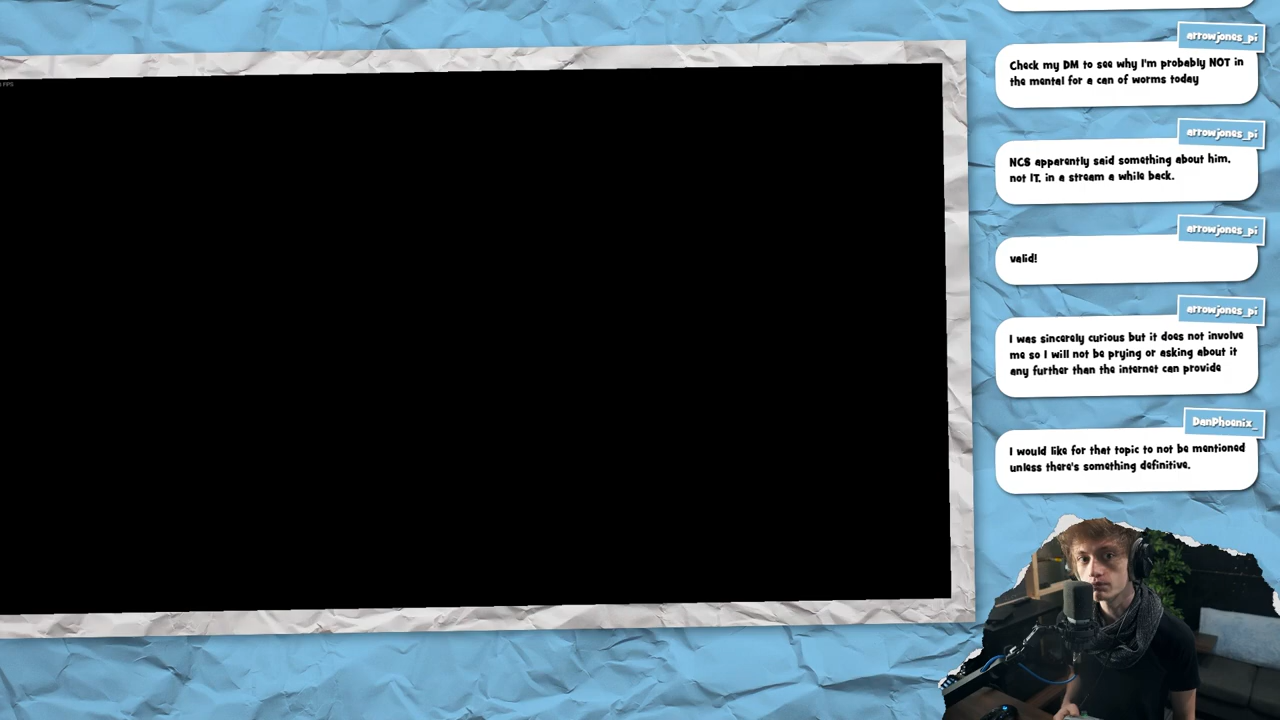 FPS
arrowjones_pi
Check my DM to see why I'm probably NOT in
the mental for a can of worms today
arrowjones_pi
NCS apparently said something about him,
not IT, in a stream a while back.
arrowjones_pi
valid!
arrowjones_pi
I was sincerely curious but it does not involve
me so I will not be prying or asking about it
any further than the internet can provide
DanPhoenix_
I would like for that topic to not be mentioned
unless there's something definitive.